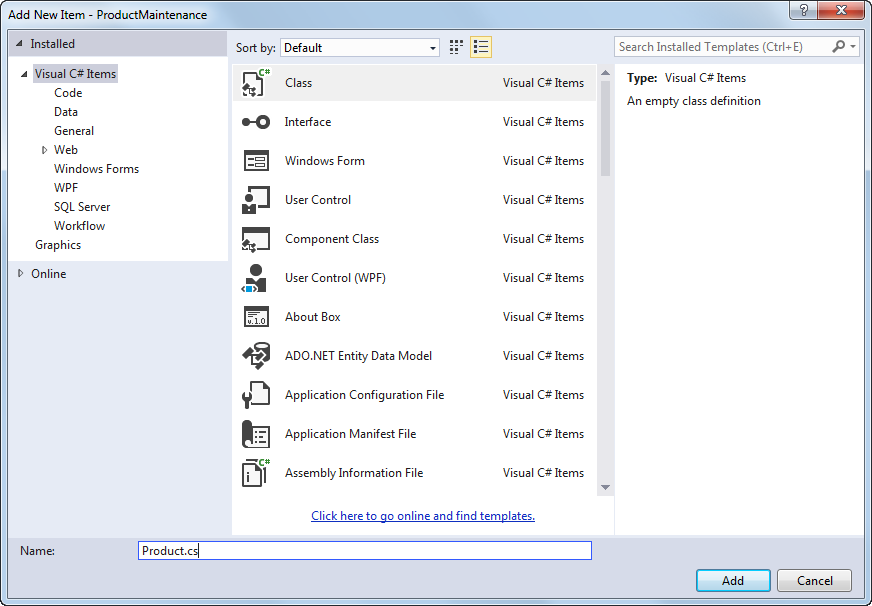 Add New Item - ProductMaintenance
?
Installed
Sort by: Default
Search Installed Templates (Ctrl+E)
Visual C# Items
Code
Data
General
Web
Windows Forms
WPF
SQL Server
Workflow
Graphics
Online
C#
Class Visual C# Items
Interface Visual C# Items
Windows Form Visual C# Items
User Control Visual C# Items
Component Class Visual C# Items
User Control (WPF) Visual C# Items
v.1.0
About Box Visual C# Items
ADO.NET Entity Data Model Visual C# Items
Application Configuration File Visual C# Items
Application Manifest File Visual C# Items
C#
Assembly Information File Visual C# Items
Click here to go online and find templates.
Type: Visual C# Items
An empty class definition
Name: Product.cs
Add Cancel